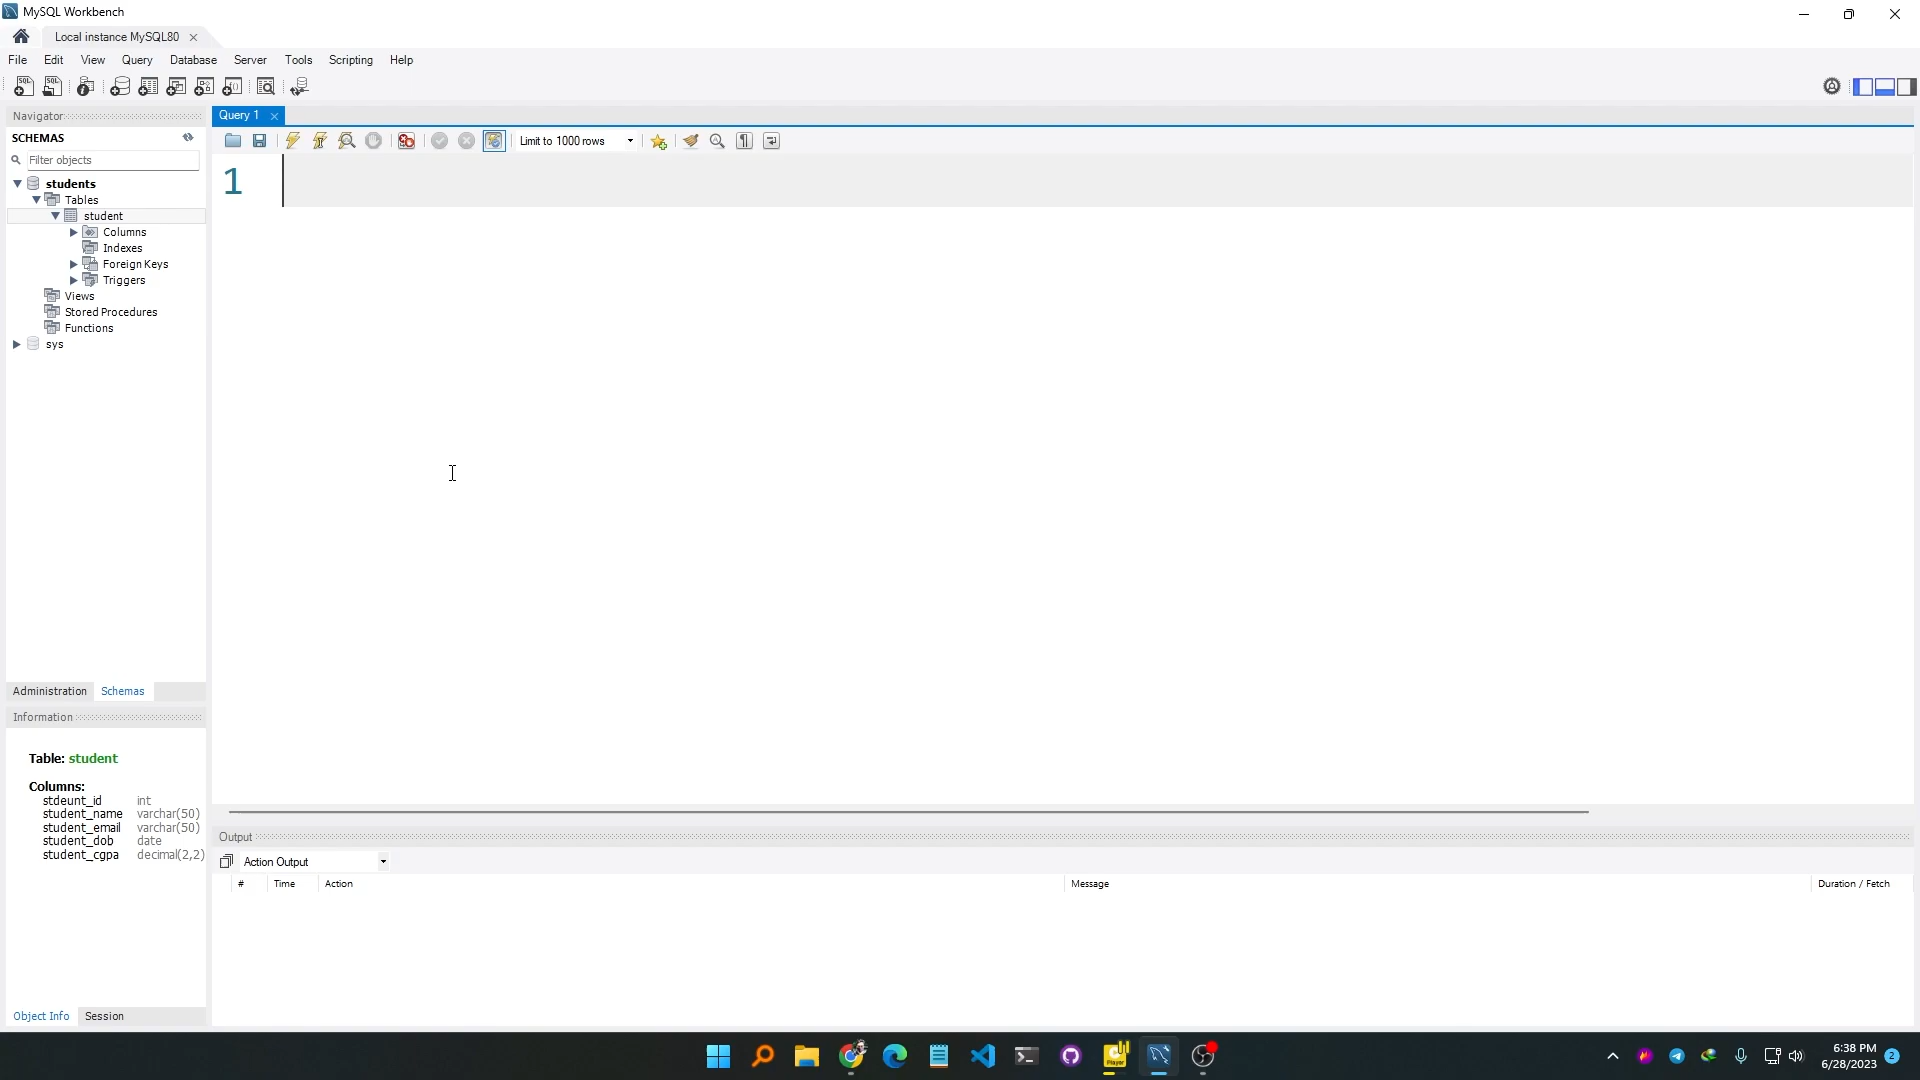 MySQL Workbench
Local instance MySQL80
File Edit View Query Database Server Tools Scripting Help
Navigator
Query 1
SCHEMAS
Limit to 1000 rows
Filter objects
1
students
Tables
student
Columns
Indexes
Foreign Keys
Triggers
Views
Stored Procedures
Functions
sys
Administration Schemas
Information
Table: student
Columns:
stdeunt_id int
student_name varchar(50)
student_email varchar(50)
student_dob date
student_cgpa decimal(2,2)
Object Info Session
Output
Action Output
# Time Action Message Duration / Fetch
6:38 PM
6/28/2023
2